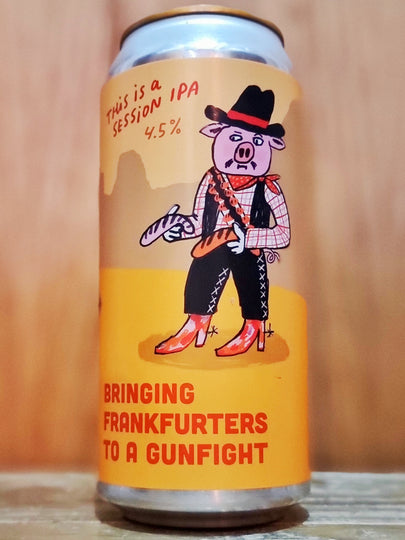 THiS iS A
SESSiON IPA
4.5%
BRINGING
FRANKFURTERS
TO A GUNFIGHT